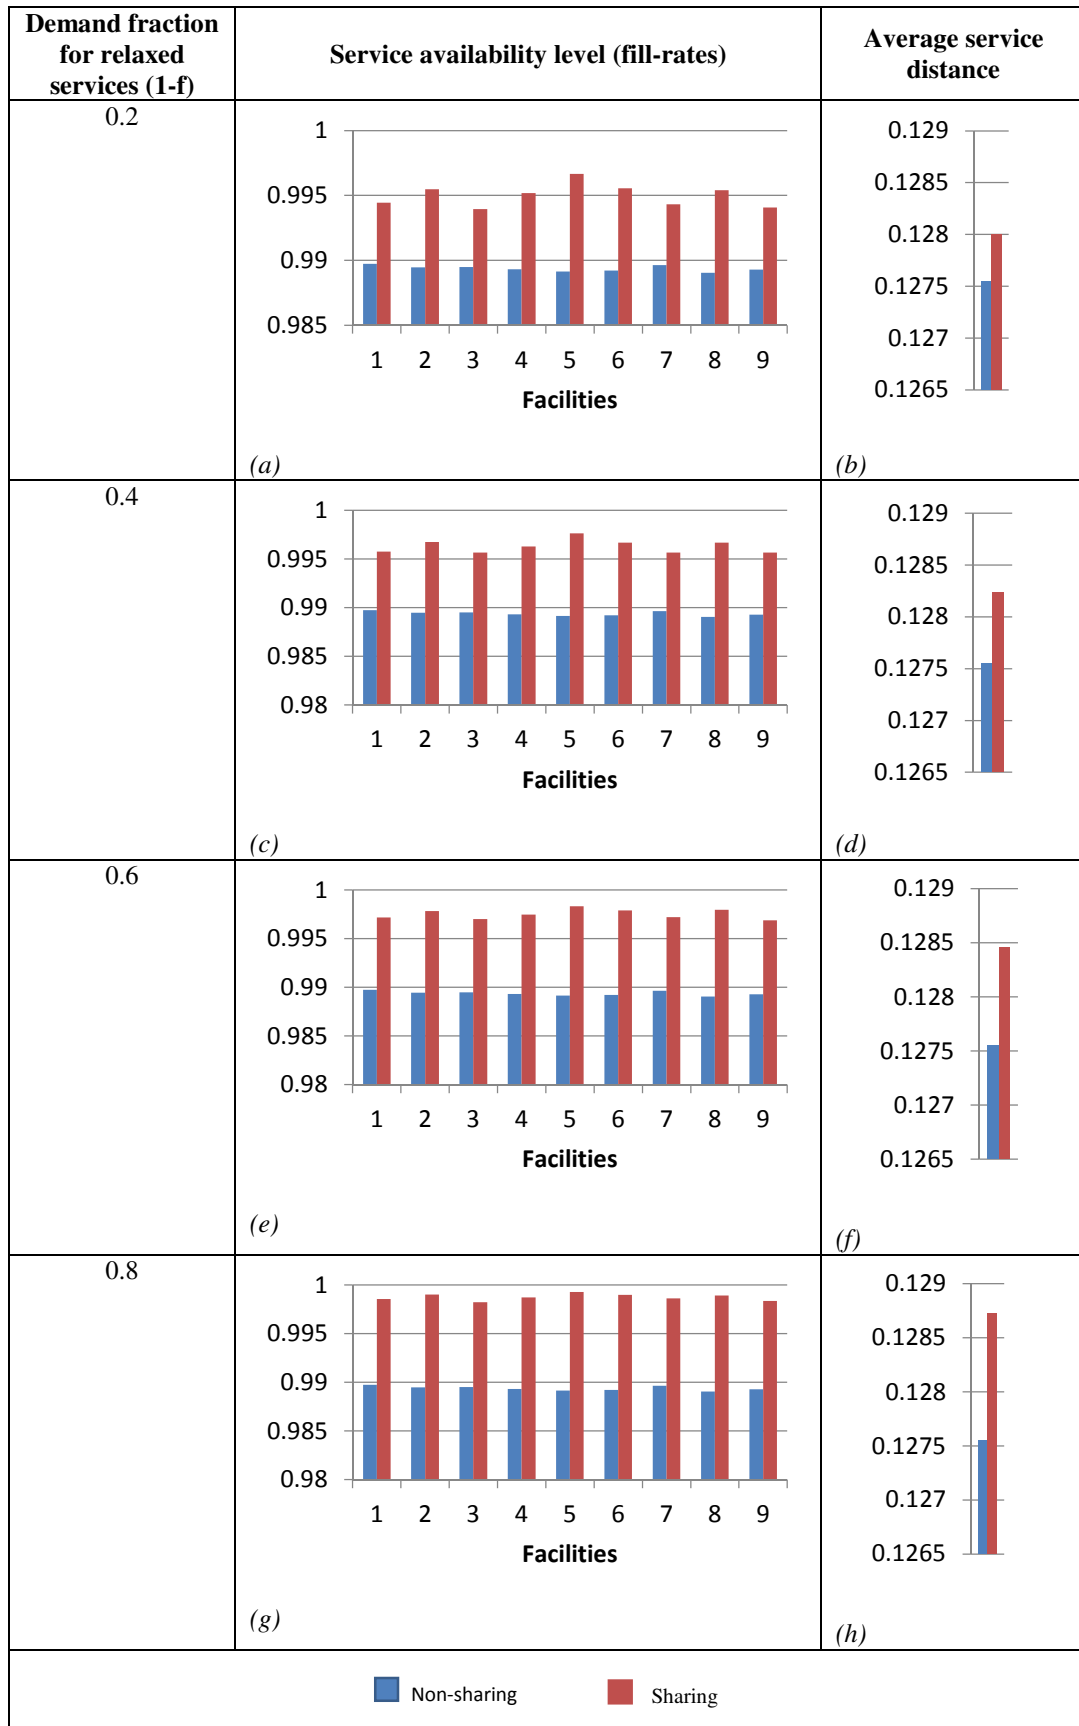 Demand fraction
for relaxed
services (1-f)
Service availability level (fill-rates)
Average service
distance
0.2
1
0.995
0.99
0.985
1 2 3 4 5 6 7 8 9
Facilities
(a)
0.129
0.1285
0.128
0.1275
0.127
0.1265
(b)
0.4
1
0.995
0.99
0.985
0.98
1 2 3 4 5 6 7 8 9
Facilities
(c)
0.129
0.1285
0.128
0.1275
0.127
0.1265
(d)
0.6
1
0.995
0.99
0.985
0.98
1 2 3 4 5 6 7 8 9
Facilities
(e)
0.129
0.1285
0.128
0.1275
0.127
0.1265
(f)
0.8
1
0.995
0.99
0.985
0.98
1 2 3 4 5 6 7 8 9
Facilities
(g)
0.129
0.1285
0.128
0.1275
0.127
0.1265
(h)
Non-sharing
Sharing